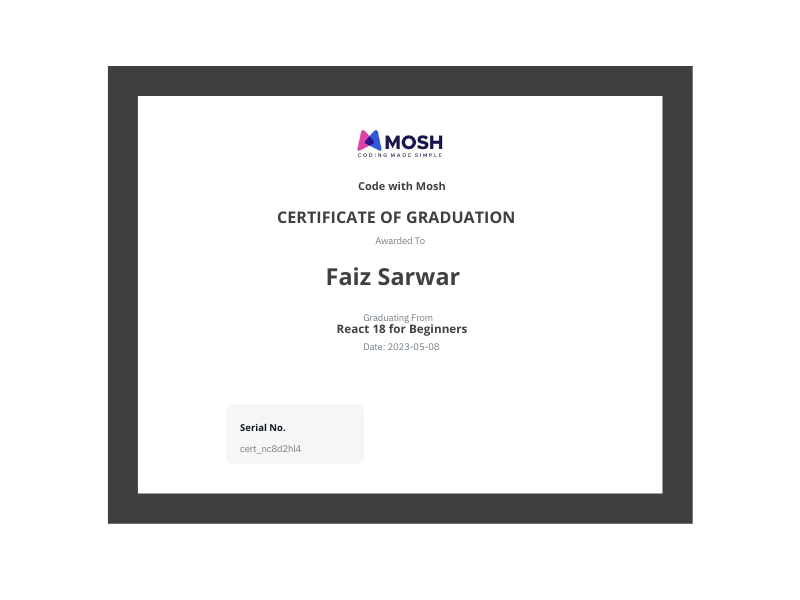 MOSH
CODING MADE SIMPLE
Code with Mosh
CERTIFICATE OF GRADUATION
Awarded To
Faiz Sarwar
Graduating From
React 18 for Beginners
Date: 2023-05-08
Serial No.
cert_nc8d2hl4